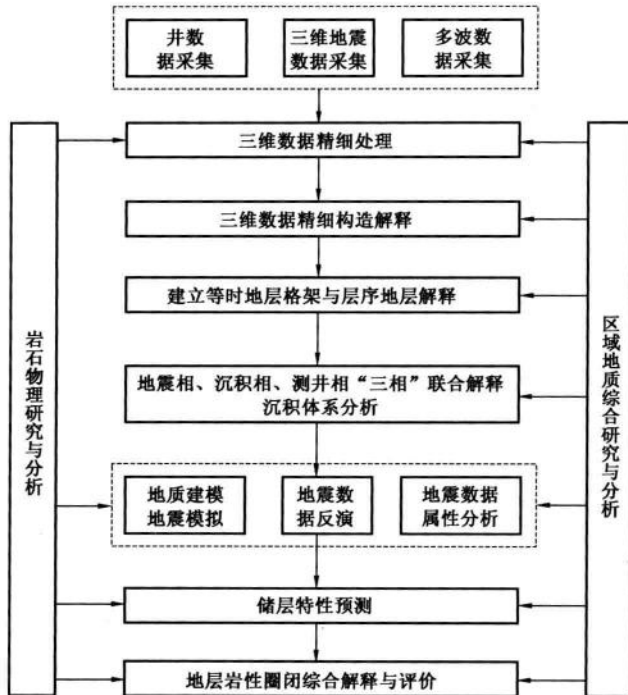 井数
据采集
三维地震
数据采集
多波数
据采集
三维数据精细处理
三维数据精细构造解释
建立等时地层格架与层序地层解释
地震相、沉积相、测井相“三相”联合解释
沉积体系分析
地质建模
地震模拟
地震数
据反演
地震数据
属性分析
储层特性预测
地层岩性圈闭综合解释与评价
岩石物理研究与分析
区域地质综合研究与分析